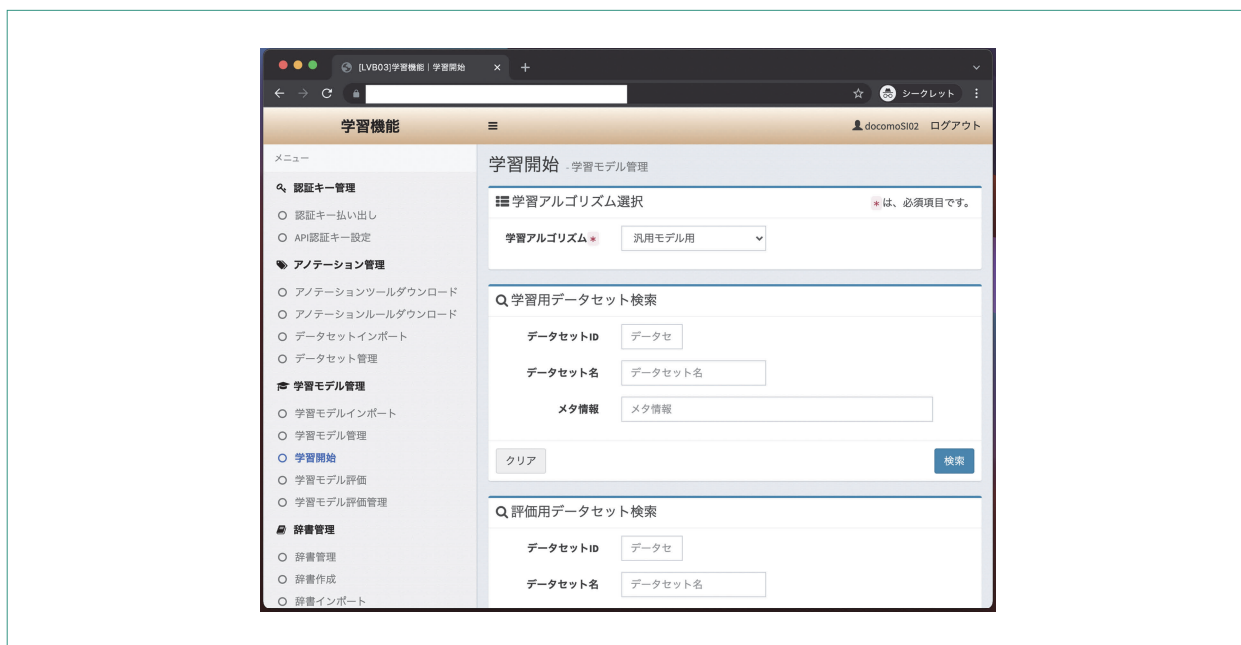 [LVB03]学習機能 | 学習開始
シークレット
学習機能
docomoSI02 ログアウト
メニュー
認証キー管理
認証キー払い出し
API認証キー設定
アノテーション管理
アノテーションツールダウンロード
アノテーションルールダウンロード
データセットインポート
データセット管理
学習モデル管理
学習モデルインポート
学習モデル管理
学習開始
学習モデル評価
学習モデル評価管理
辞書管理
辞書管理
辞書作成
辞書インポート
学習開始 - 学習モデル管理
学習アルゴリズム選択
* は、必須項目です。
学習アルゴリズム * 汎用モデル用
学習用データセット検索
データセットID データセ
データセット名 データセット名
メタ情報 メタ情報
クリア 検索
評価用データセット検索
データセットID データセ
データセット名 データセット名